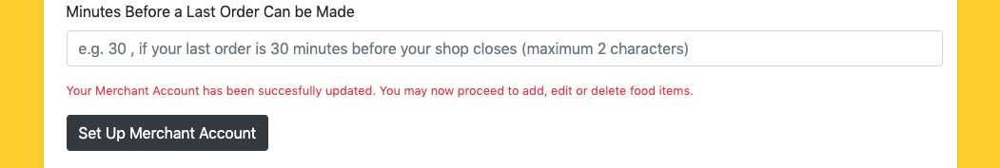 Minutes Before a Last Order Can be Made
e.g. 30 , if your last order is 30 minutes before your shop closes (maximum 2 characters)
Your Merchant Account has been succesfully updated. You may now proceed to add, edit or delete food items.
Set Up Merchant Account